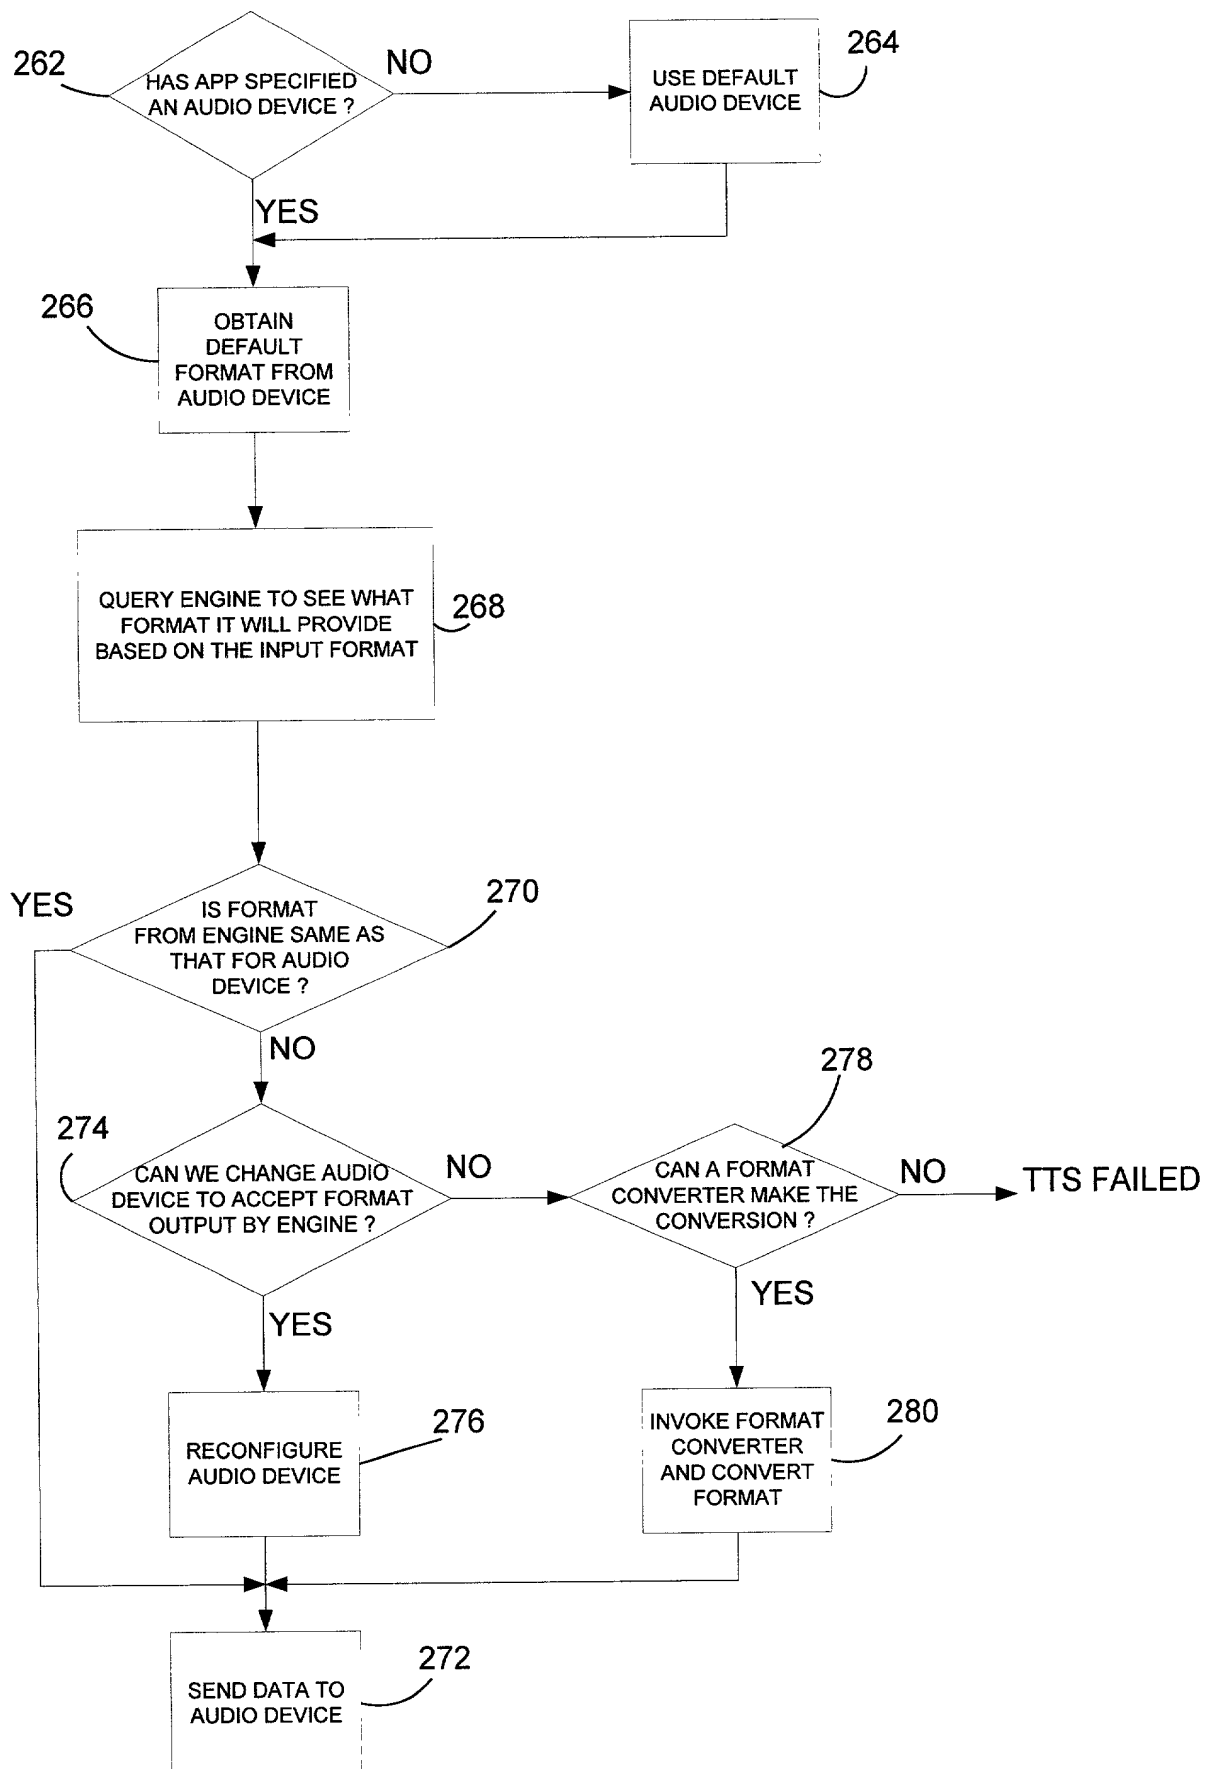 262
HAS APP SPECIFIED
AN AUDIO DEVICE ?
NO
USE DEFAULT
AUDIO DEVICE
264
YES
266
OBTAIN
DEFAULT
FORMAT FROM
AUDIO DEVICE
QUERY ENGINE TO SEE WHAT
FORMAT IT WILL PROVIDE
BASED ON THE INPUT FORMAT
268
YES
IS FORMAT
FROM ENGINE SAME AS
THAT FOR AUDIO
DEVICE ?
270
NO
274
CAN WE CHANGE AUDIO
DEVICE TO ACCEPT FORMAT
OUTPUT BY ENGINE ?
NO
278
CAN A FORMAT
CONVERTER MAKE THE
CONVERSION ?
NO
TTS FAILED
YES
YES
RECONFIGURE
AUDIO DEVICE
276
INVOKE FORMAT
CONVERTER
AND CONVERT
FORMAT
280
SEND DATA TO
AUDIO DEVICE
272